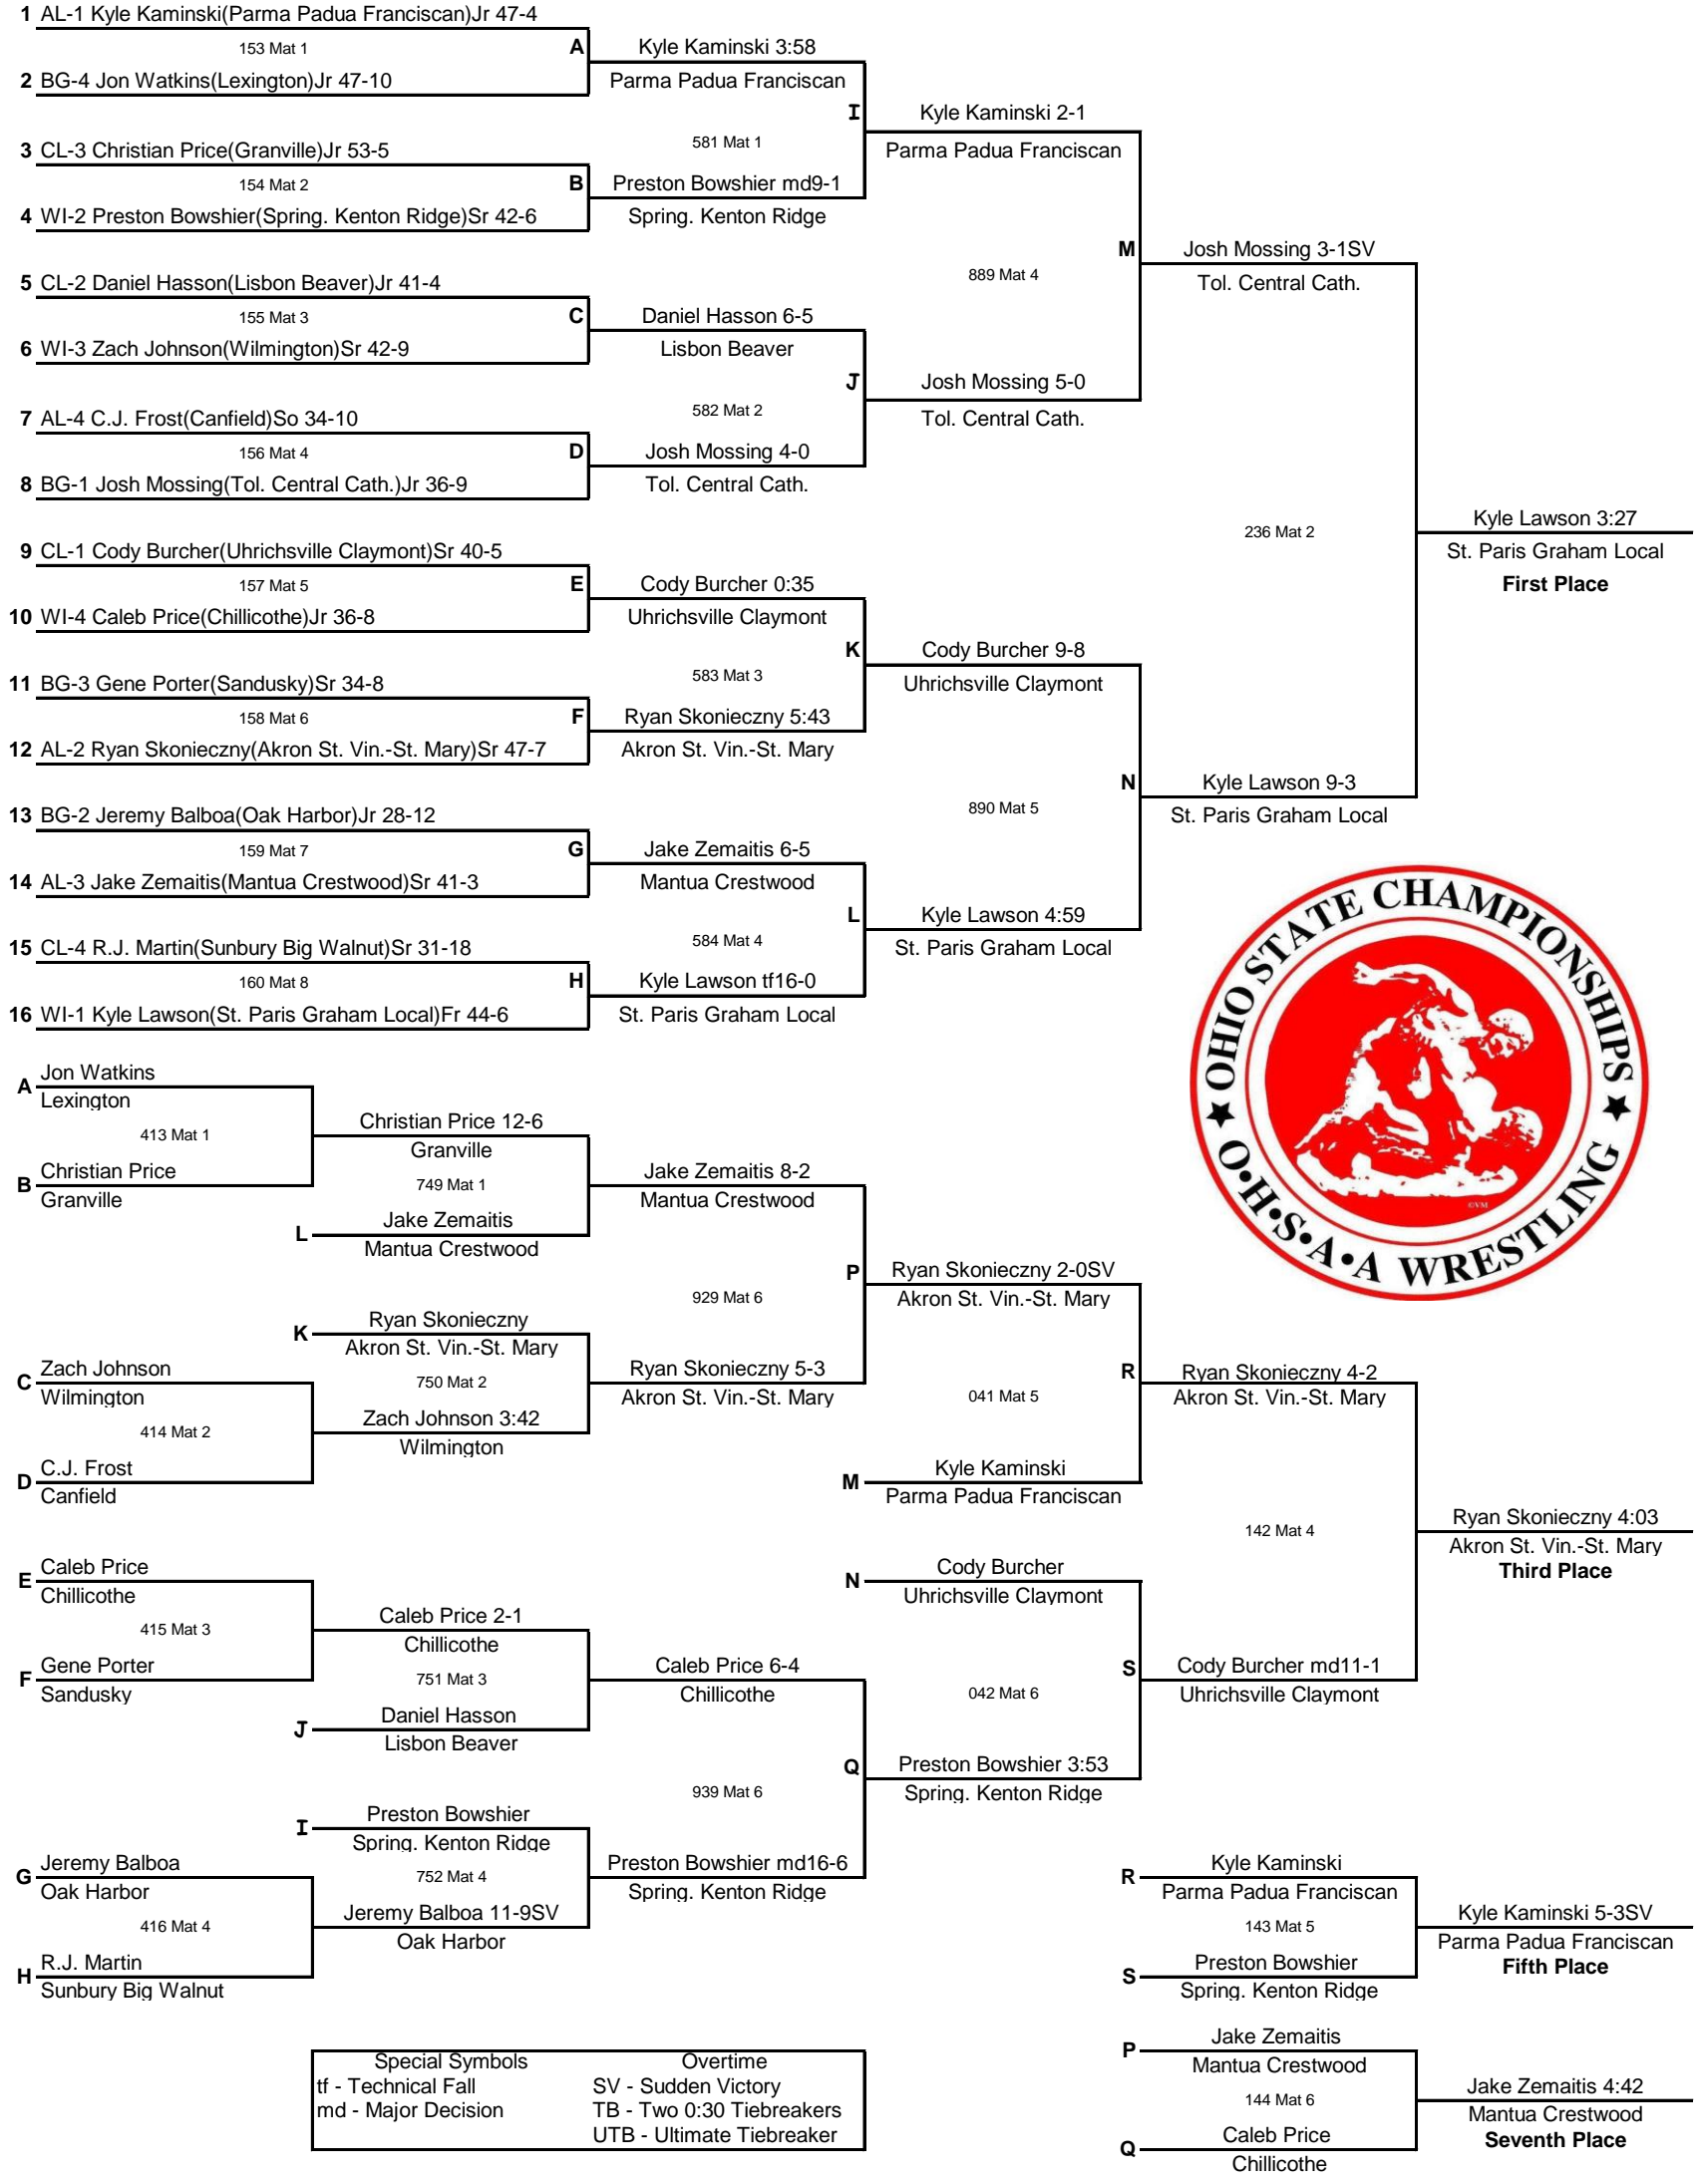 1 AL-1 Kyle Kaminski(Parma Padua Franciscan)Jr 47-4
153 Mat 1
A
2 BG-4 Jon Watkins(Lexington)Jr 47-10
Kyle Kaminski 3:58
Parma Padua Franciscan
581 Mat 1
I
3 CL-3 Christian Price(Granville)Jr 53-5
154 Mat 2
B
4 WI-2 Preston Bowshier(Spring. Kenton Ridge)Sr 42-6
Preston Bowshier md9-1
Spring. Kenton Ridge
Kyle Kaminski 2-1
Parma Padua Franciscan
889 Mat 4
M
5 CL-2 Daniel Hasson(Lisbon Beaver)Jr 41-4
155 Mat 3
C
6 WI-3 Zach Johnson(Wilmington)Sr 42-9
Daniel Hasson 6-5
Lisbon Beaver
582 Mat 2
J
7 AL-4 C.J. Frost(Canfield)So 34-10
156 Mat 4
D
8 BG-1 Josh Mossing(Tol. Central Cath.)Jr 36-9
Josh Mossing 4-0
Tol. Central Cath.
Josh Mossing 5-0
Tol. Central Cath.
Josh Mossing 3-1SV
Tol. Central Cath.
236 Mat 2
Kyle Lawson 3:27
St. Paris Graham Local
First Place
9 CL-1 Cody Burcher(Uhrichsville Claymont)Sr 40-5
157 Mat 5
E
10 WI-4 Caleb Price(Chillicothe)Jr 36-8
Cody Burcher 0:35
Uhrichsville Claymont
583 Mat 3
K
11 BG-3 Gene Porter(Sandusky)Sr 34-8
158 Mat 6
F
12 AL-2 Ryan Skonieczny(Akron St. Vin.-St. Mary)Sr 47-7
Ryan Skonieczny 5:43
Akron St. Vin.-St. Mary
Cody Burcher 9-8
Uhrichsville Claymont
890 Mat 5
N
Kyle Lawson 9-3
St. Paris Graham Local
13 BG-2 Jeremy Balboa(Oak Harbor)Jr 28-12
159 Mat 7
G
14 AL-3 Jake Zemaitis(Mantua Crestwood)Sr 41-3
Jake Zemaitis 6-5
Mantua Crestwood
584 Mat 4
L
15 CL-4 R.J. Martin(Sunbury Big Walnut)Sr 31-18
160 Mat 8
H
16 WI-1 Kyle Lawson(St. Paris Graham Local)Fr 44-6
Kyle Lawson tf16-0
St. Paris Graham Local
Kyle Lawson 4:59
St. Paris Graham Local
★ OHIO STATE CHAMPIONSHIPS ★
O•H•S•A•A WRESTLING
©VM
A Jon Watkins
Lexington
413 Mat 1
B Christian Price
Granville
Christian Price 12-6
Granville
749 Mat 1
L Jake Zemaitis
Mantua Crestwood
Jake Zemaitis 8-2
Mantua Crestwood
929 Mat 6
P
K Ryan Skonieczny
Akron St. Vin.-St. Mary
750 Mat 2
C Zach Johnson
Wilmington
414 Mat 2
D C.J. Frost
Canfield
Zach Johnson 3:42
Wilmington
Ryan Skonieczny 5-3
Akron St. Vin.-St. Mary
Ryan Skonieczny 2-0SV
Akron St. Vin.-St. Mary
041 Mat 5
R
M Kyle Kaminski
Parma Padua Franciscan
Ryan Skonieczny 4-2
Akron St. Vin.-St. Mary
142 Mat 4
Ryan Skonieczny 4:03
Akron St. Vin.-St. Mary
Third Place
E Caleb Price
Chillicothe
415 Mat 3
F Gene Porter
Sandusky
Caleb Price 2-1
Chillicothe
751 Mat 3
J Daniel Hasson
Lisbon Beaver
Caleb Price 6-4
Chillicothe
939 Mat 6
Q
N Cody Burcher
Uhrichsville Claymont
042 Mat 6
S
Cody Burcher md11-1
Uhrichsville Claymont
Preston Bowshier 3:53
Spring. Kenton Ridge
I Preston Bowshier
Spring. Kenton Ridge
752 Mat 4
G Jeremy Balboa
Oak Harbor
416 Mat 4
H R.J. Martin
Sunbury Big Walnut
Jeremy Balboa 11-9SV
Oak Harbor
Preston Bowshier md16-6
Spring. Kenton Ridge
R Kyle Kaminski
Parma Padua Franciscan
143 Mat 5
S Preston Bowshier
Spring. Kenton Ridge
Kyle Kaminski 5-3SV
Parma Padua Franciscan
Fifth Place
P Jake Zemaitis
Mantua Crestwood
144 Mat 6
Q Caleb Price
Chillicothe
Jake Zemaitis 4:42
Mantua Crestwood
Seventh Place
Special Symbols
tf - Technical Fall
md - Major Decision
Overtime
SV - Sudden Victory
TB - Two 0:30 Tiebreakers
UTB - Ultimate Tiebreaker